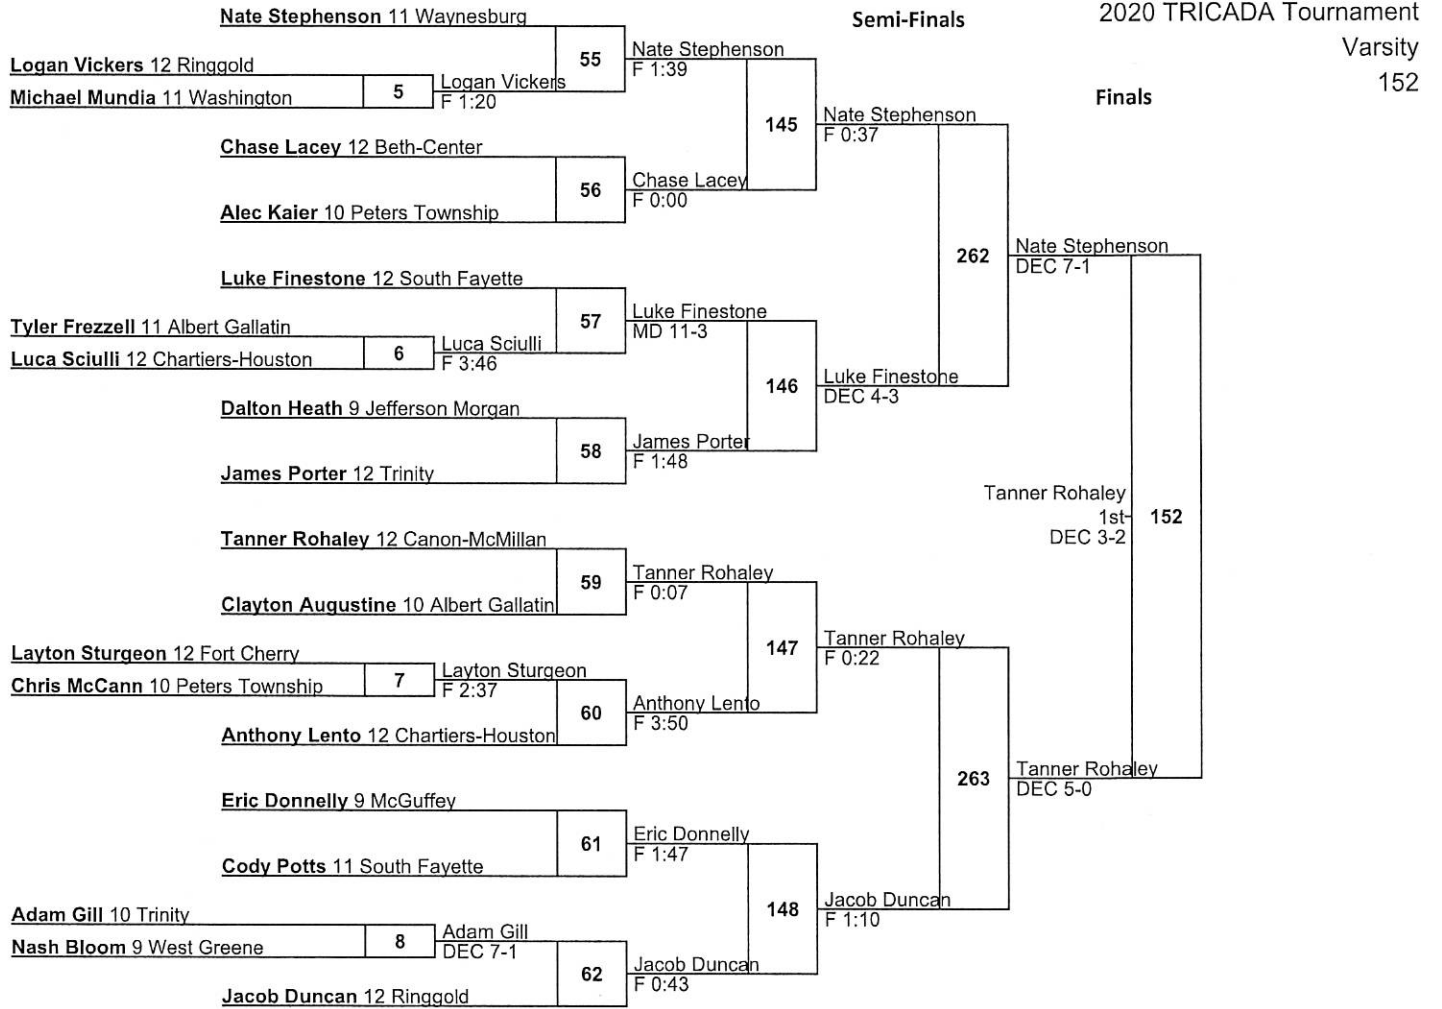 2020 TRICADA Tournament
Varsity
152
Semi-Finals
Finals
Nate Stephenson 11 Waynesburg
55
Nate Stephenson
F 1:39
Logan Vickers 12 Ringgold
Michael Mundia 11 Washington
5
Logan Vickers
F 1:20
145
Nate Stephenson
F 0:37
Chase Lacey 12 Beth-Center
56
Chase Lacey
F 0:00
Alec Kaier 10 Peters Township
262
Nate Stephenson
DEC 7-1
Luke Finestone 12 South Fayette
57
Luke Finestone
MD 11-3
Tyler Frezzell 11 Albert Gallatin
Luca Sciulli 12 Chartiers-Houston
6
Luca Sciulli
F 3:46
146
Luke Finestone
DEC 4-3
Dalton Heath 9 Jefferson Morgan
58
James Porter
F 1:48
James Porter 12 Trinity
Tanner Rohaley
1st
DEC 3-2
152
Tanner Rohaley 12 Canon-McMillan
59
Tanner Rohaley
F 0:07
Clayton Augustine 10 Albert Gallatin
147
Tanner Rohaley
F 0:22
Layton Sturgeon 12 Fort Cherry
Chris McCann 10 Peters Township
7
Layton Sturgeon
F 2:37
60
Anthony Lento
F 3:50
Anthony Lento 12 Chartiers-Houston
263
Tanner Rohaley
DEC 5-0
Eric Donnelly 9 McGuffey
61
Eric Donnelly
F 1:47
Cody Potts 11 South Fayette
148
Jacob Duncan
F 1:10
Adam Gill 10 Trinity
Nash Bloom 9 West Greene
8
Adam Gill
DEC 7-1
62
Jacob Duncan
F 0:43
Jacob Duncan 12 Ringgold